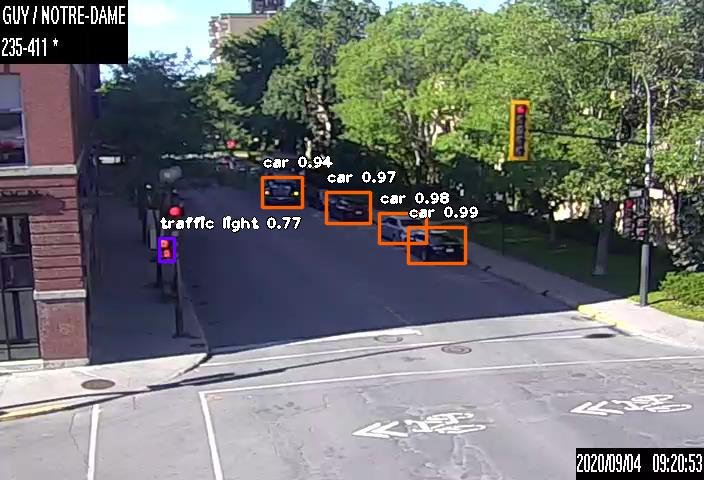 GUY / NOTRE-DAME
235-411 *
car 0.94
car 0.97
car 0.98
car 0.99
traffic light 0.77
2020/09/04 09:20:53